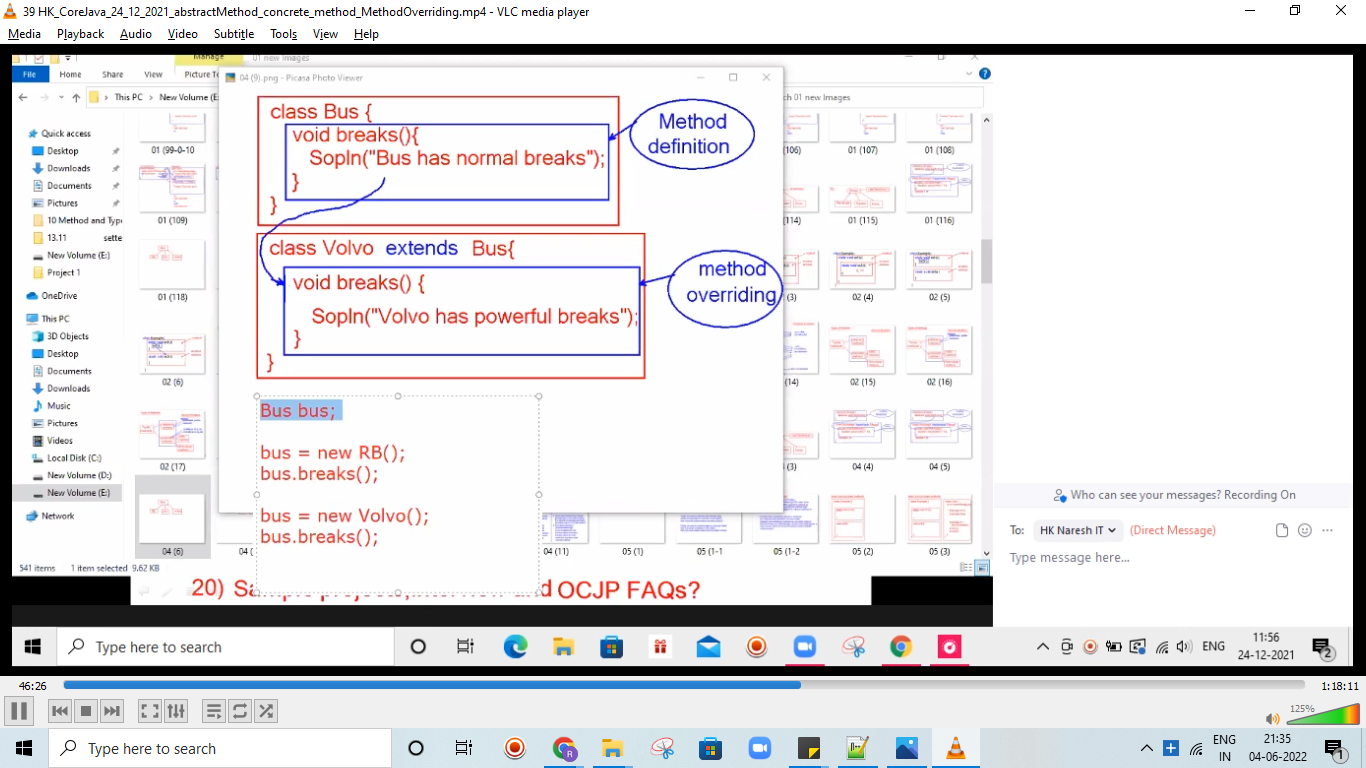 39 HK_CoreJava_24_12_2021_abstractMethod_concrete_method_MethodOverriding.mp4 - VLC media player
Media Playback Audio Video Subtitle Tools View Help
Manage 01 new Images
File Home Share View Picture To
04 (9).png - Picasa Photo Viewer
This PC > New Volume (E: ch 01 new Images
Quick access
Desktop
Downloads
Documents
Pictures
10 Method and Type
13.11 sette
New Volume (E:)
Project 1
OneDrive
This PC
3D Objects
Desktop
Documents
Downloads
Music
Pictures
Videos
Local Disk (C:)
New Volume (D:)
New Volume (E:)
Network
01 (99-0-10
01 (109)
01 (118)
02 (6)
02 (17)
04 (6)
class Bus {
void breaks(){
Sopln("Bus has normal breaks");
}
}
Method
definition
class Volvo extends Bus{
void breaks() {
Sopln("Volvo has powerful breaks");
}
}
method
overriding
Bus bus;
bus = new RB();
bus.breaks();
bus = new Volvo();
bus.breaks();
(106) 01 (107) 01 (108)
(114) 01 (115) 01 (116)
(3) 02 (4) 02 (5)
(14) 02 (15) 02 (16)
(3) 04 (4) 04 (5)
04 (11) 05 (1) 05 (1-1 05 (1-2 05 (2) 05 (3)
541 items 1 item selected 9.62 KB
20) OCJP FAQs?
Who can see your messages? Recording On
To: HK Naresh IT (Direct Message)
Type message here...
Type here to search
ENG
11:56
24-12-2021
2
46:26
1:18:11
125%
Type here to search
ENG
IN
21:35
04-06-2022
1